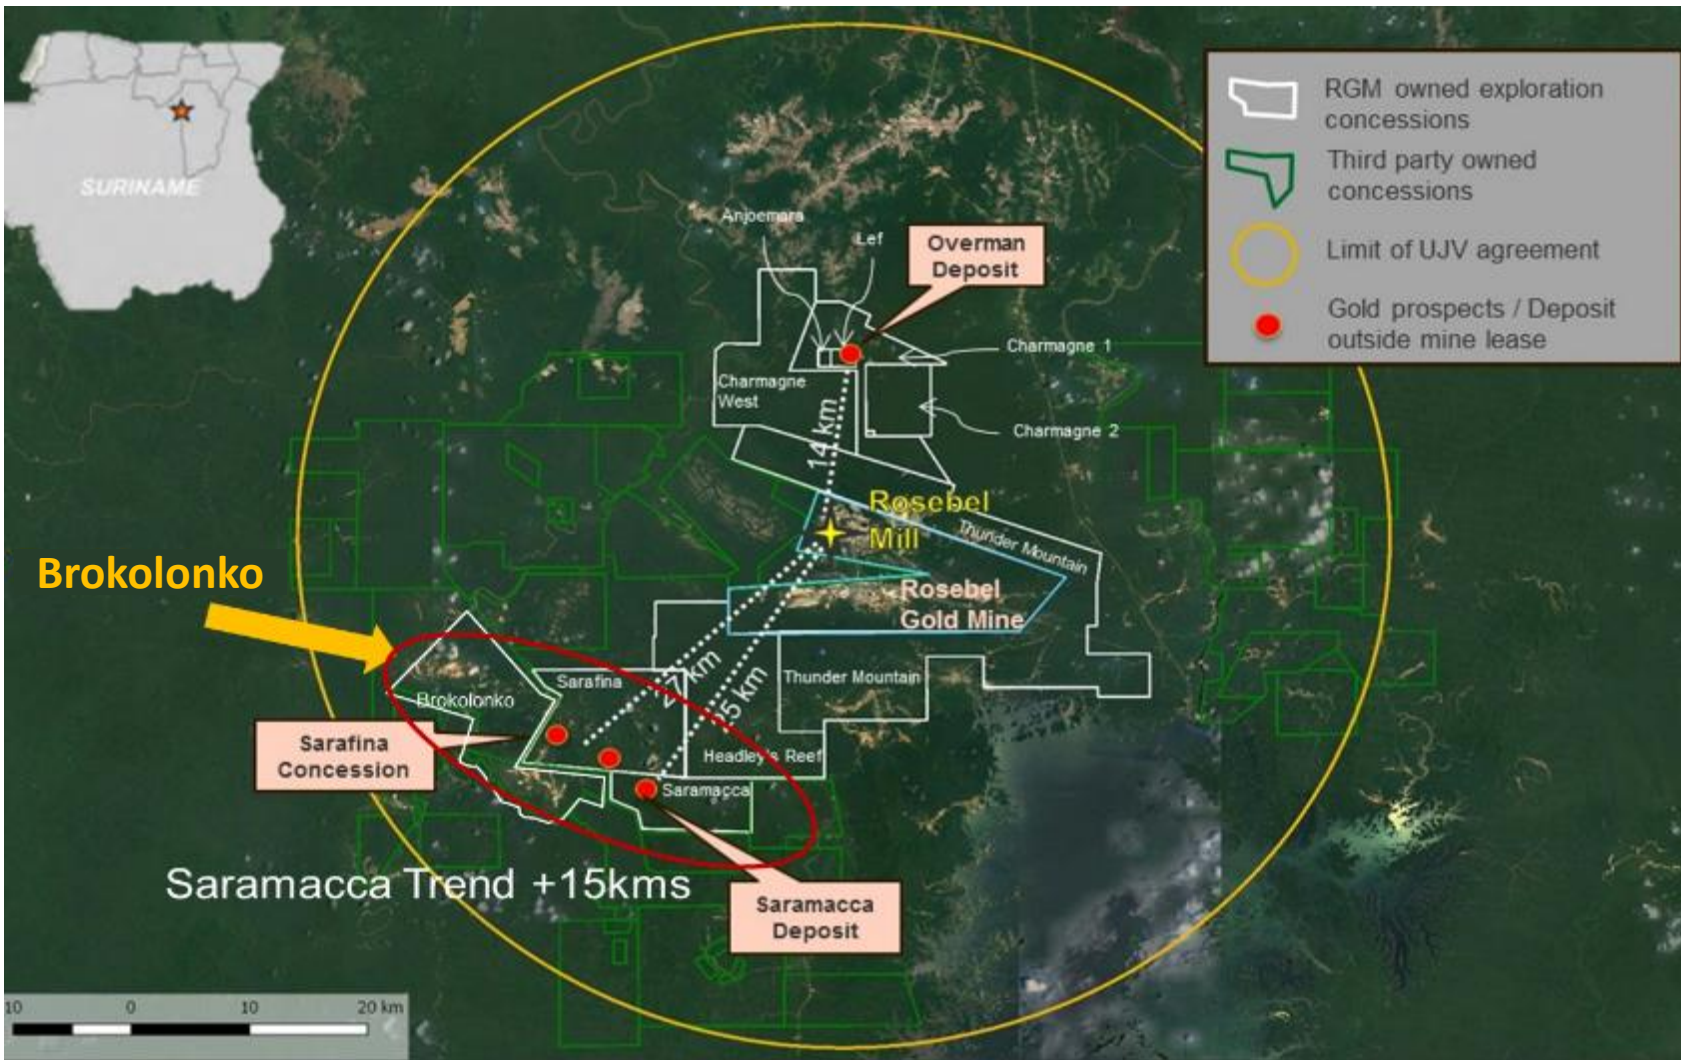 SURINAME
RGM owned exploration
concessions
Third party owned
concessions
Limit of UJV agreement
Gold prospects / Deposit
outside mine lease
Anjoemara
Lef
Overman
Deposit
Charmagne 1
Charmagne
West
Charmagne 2
14 km
Rosebel
Mill
Thunder Mountain
Rosebel
Gold Mine
Brokolonko
Sarafina
27 km
25 km
Thunder Mountain
Brokolonko
Sarafina
Concession
Headley's Reef
Saramacca
Saramacca Trend +15kms
Saramacca
Deposit
10 0 10 20 km